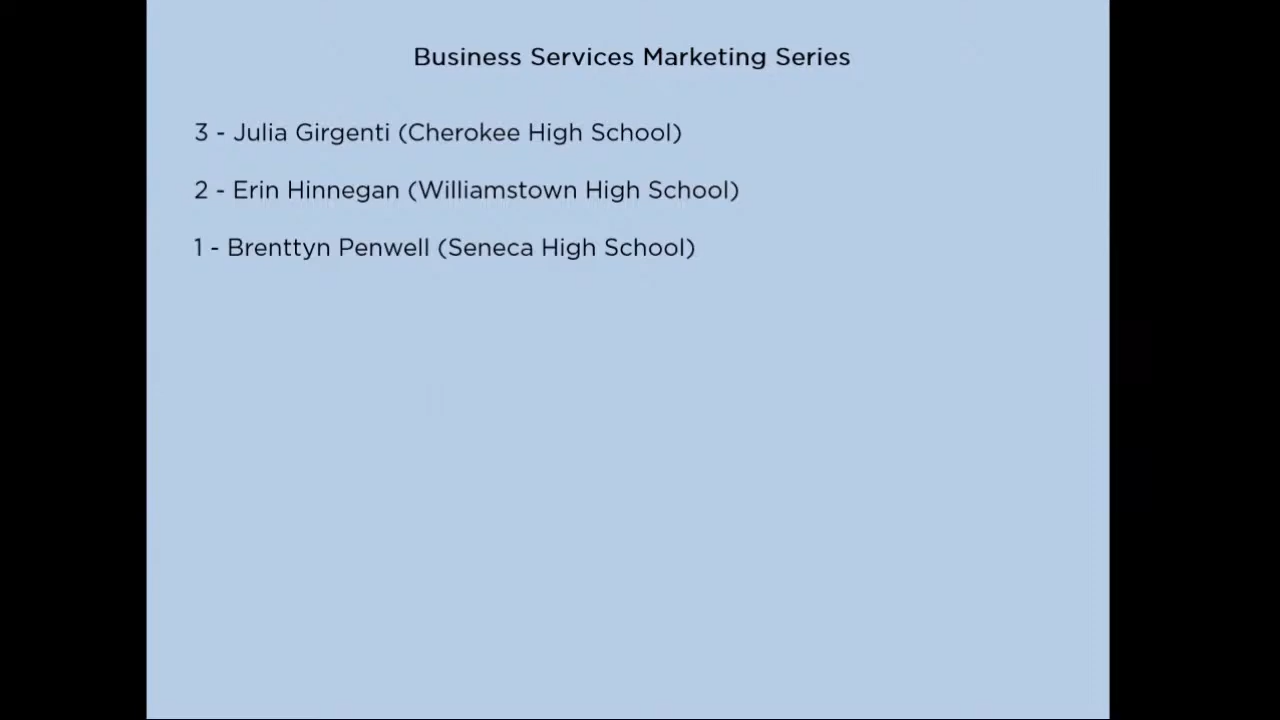 Business Services Marketing Series
3 - Julia Girgenti (Cherokee High School)
2 - Erin Hinnegan (Williamstown High School)
1 - Brenttyn Penwell (Seneca High School)